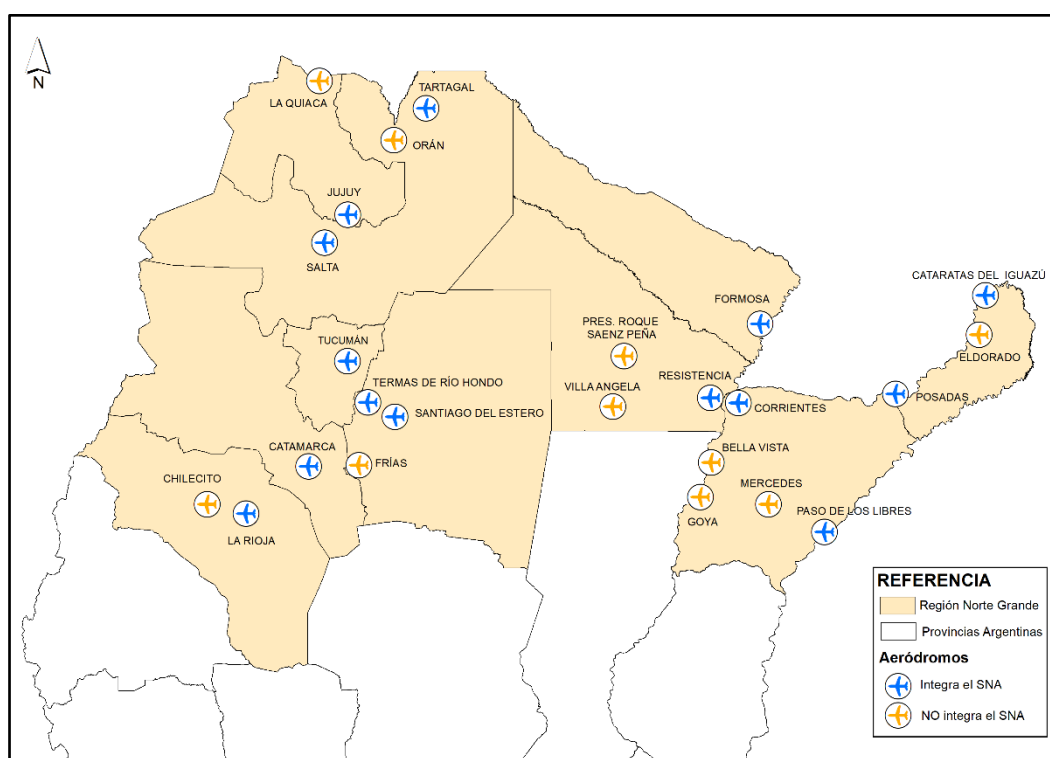 N
TARTAGAL
LA QUIACA
ORÁN
JUJUY
SALTA
CATARATAS DEL IGUAZÚ
FORMOSA
PRES. ROQUE
SAENZ PEÑA
ELDORADO
TUCUMÁN
TERMAS DE RÍO HONDO
RESISTENCIA
VILLA ANGELA
POSADAS
CORRIENTES
SANTIAGO DEL ESTERO
CATAMARCA
FRÍAS
BELLA VISTA
CHILECITO
MERCEDES
GOYA
PASO DE LOS LIBRES
LA RIOJA
REFERENCIA
Región Norte Grande
Provincias Argentinas
Aeródromos
Integra el SNA
NO integra el SNA